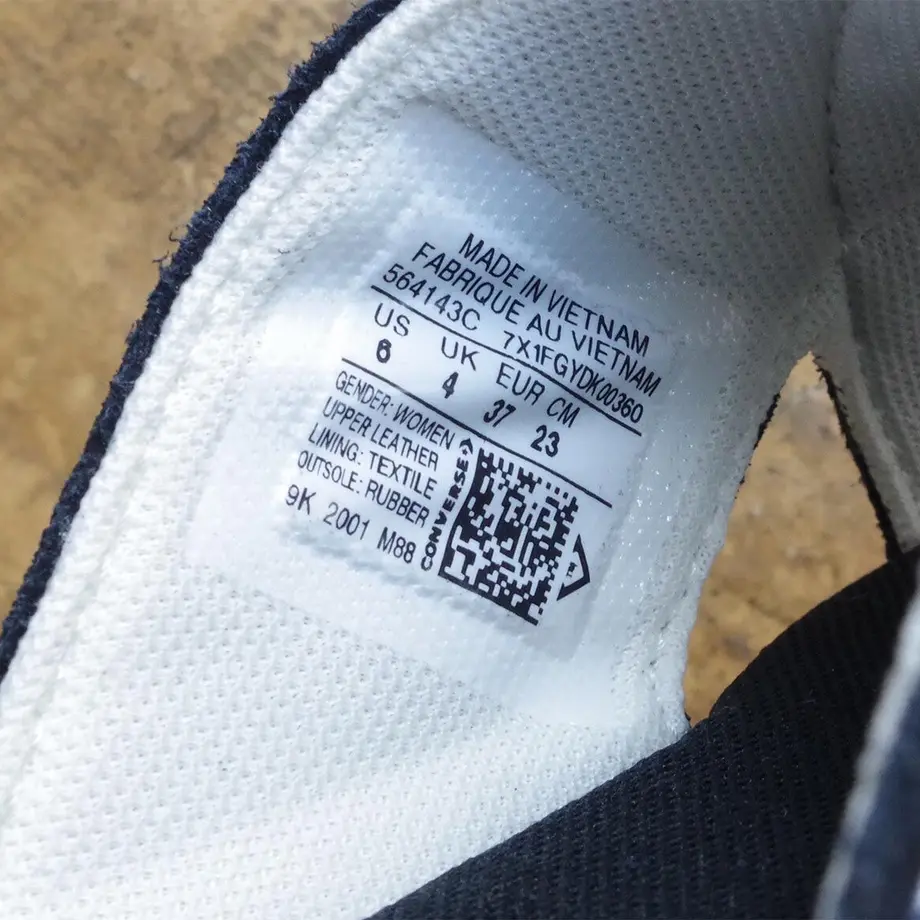 MADE IN VIETNAM
FABRIQUE AU VIETNAM
564143C 7X1FGYDK00360
US UK EUR CM
6 4 37 23
GENDER: WOMEN
UPPER LEATHER
LINING: TEXTILE
OUTSOLE: RUBBER
9K 2001 M88
CONVERSE
TM